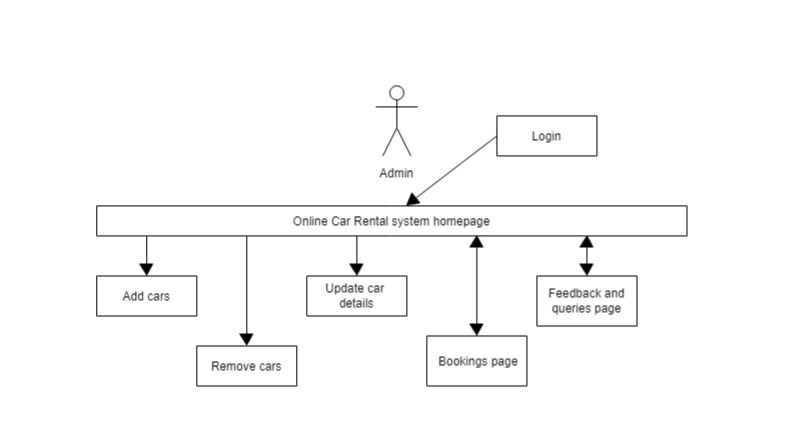 Login
Admin
Online Car Rental system homepage
Add cars
Update car
details
Feedback and
queries page
Remove cars
Bookings page